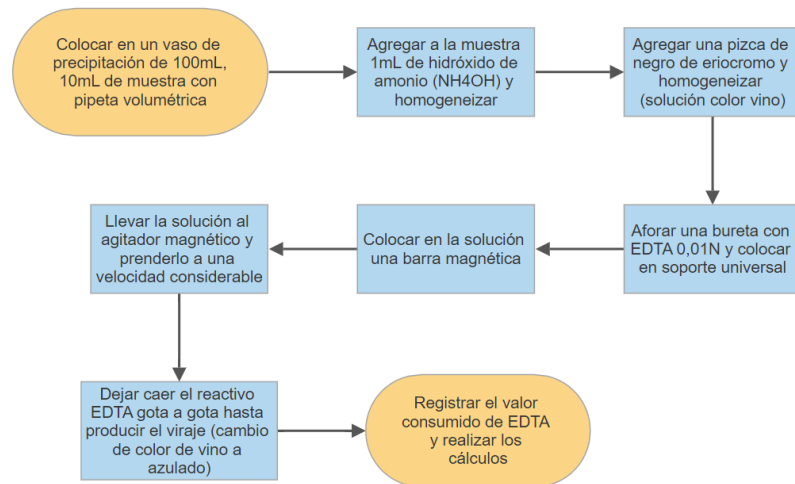 Colocar en un vaso de
precipitación de 100mL,
10mL de muestra con
pipeta volumétrica
Agregar a la muestra
1mL de hidróxido de
amonio (NH4OH) y
homogeneizar
Agregar una pizca de
negro de eriocromo y
homogeneizar
(solución color vino)
Aforar una bureta con
EDTA 0,01N y colocar
en soporte universal
Colocar en la solución
una barra magnética
Llevar la solución al
agitador magnético y
prenderlo a una
velocidad considerable
Dejar caer el reactivo
EDTA gota a gota hasta
producir el viraje (cambio
de color de vino a
azulado)
Registrar el valor
consumido de EDTA
y realizar los
cálculos